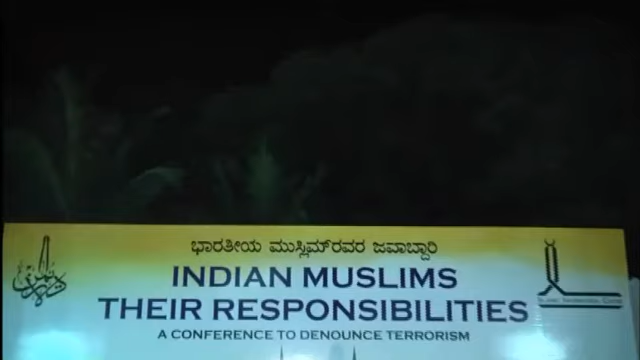 ಭಾರತೀಯ ಮುಸ್ಲಿಮ್‌ರವರ ಜವಾಬ್ದಾರಿ
INDIAN MUSLIMS
THEIR RESPONSIBILITIES
A CONFERENCE TO DENOUNCE TERRORISM